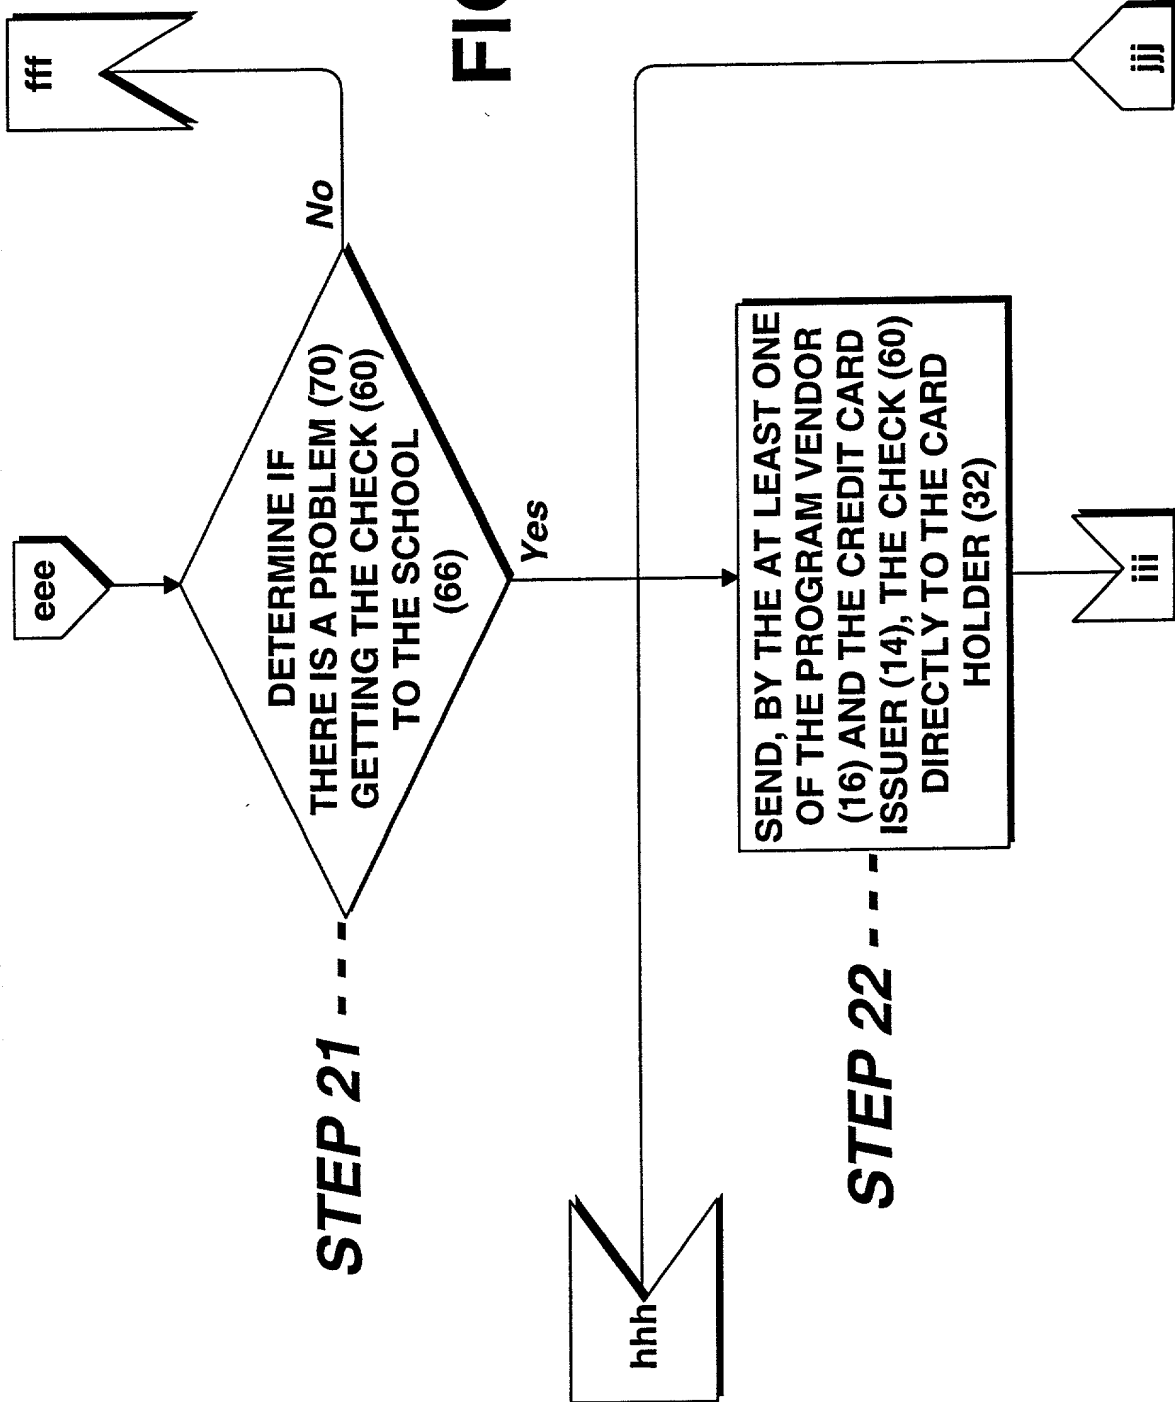 eee
fff
DETERMINE IF
THERE IS A PROBLEM (70)
GETTING THE CHECK (60)
TO THE SCHOOL
(66)
No
Yes
STEP 21 - - -
hhh
SEND, BY THE AT LEAST ONE
OF THE PROGRAM VENDOR
(16) AND THE CREDIT CARD
ISSUER (14), THE CHECK (60)
DIRECTLY TO THE CARD
HOLDER (32)
STEP 22 - - -
iii
jjj